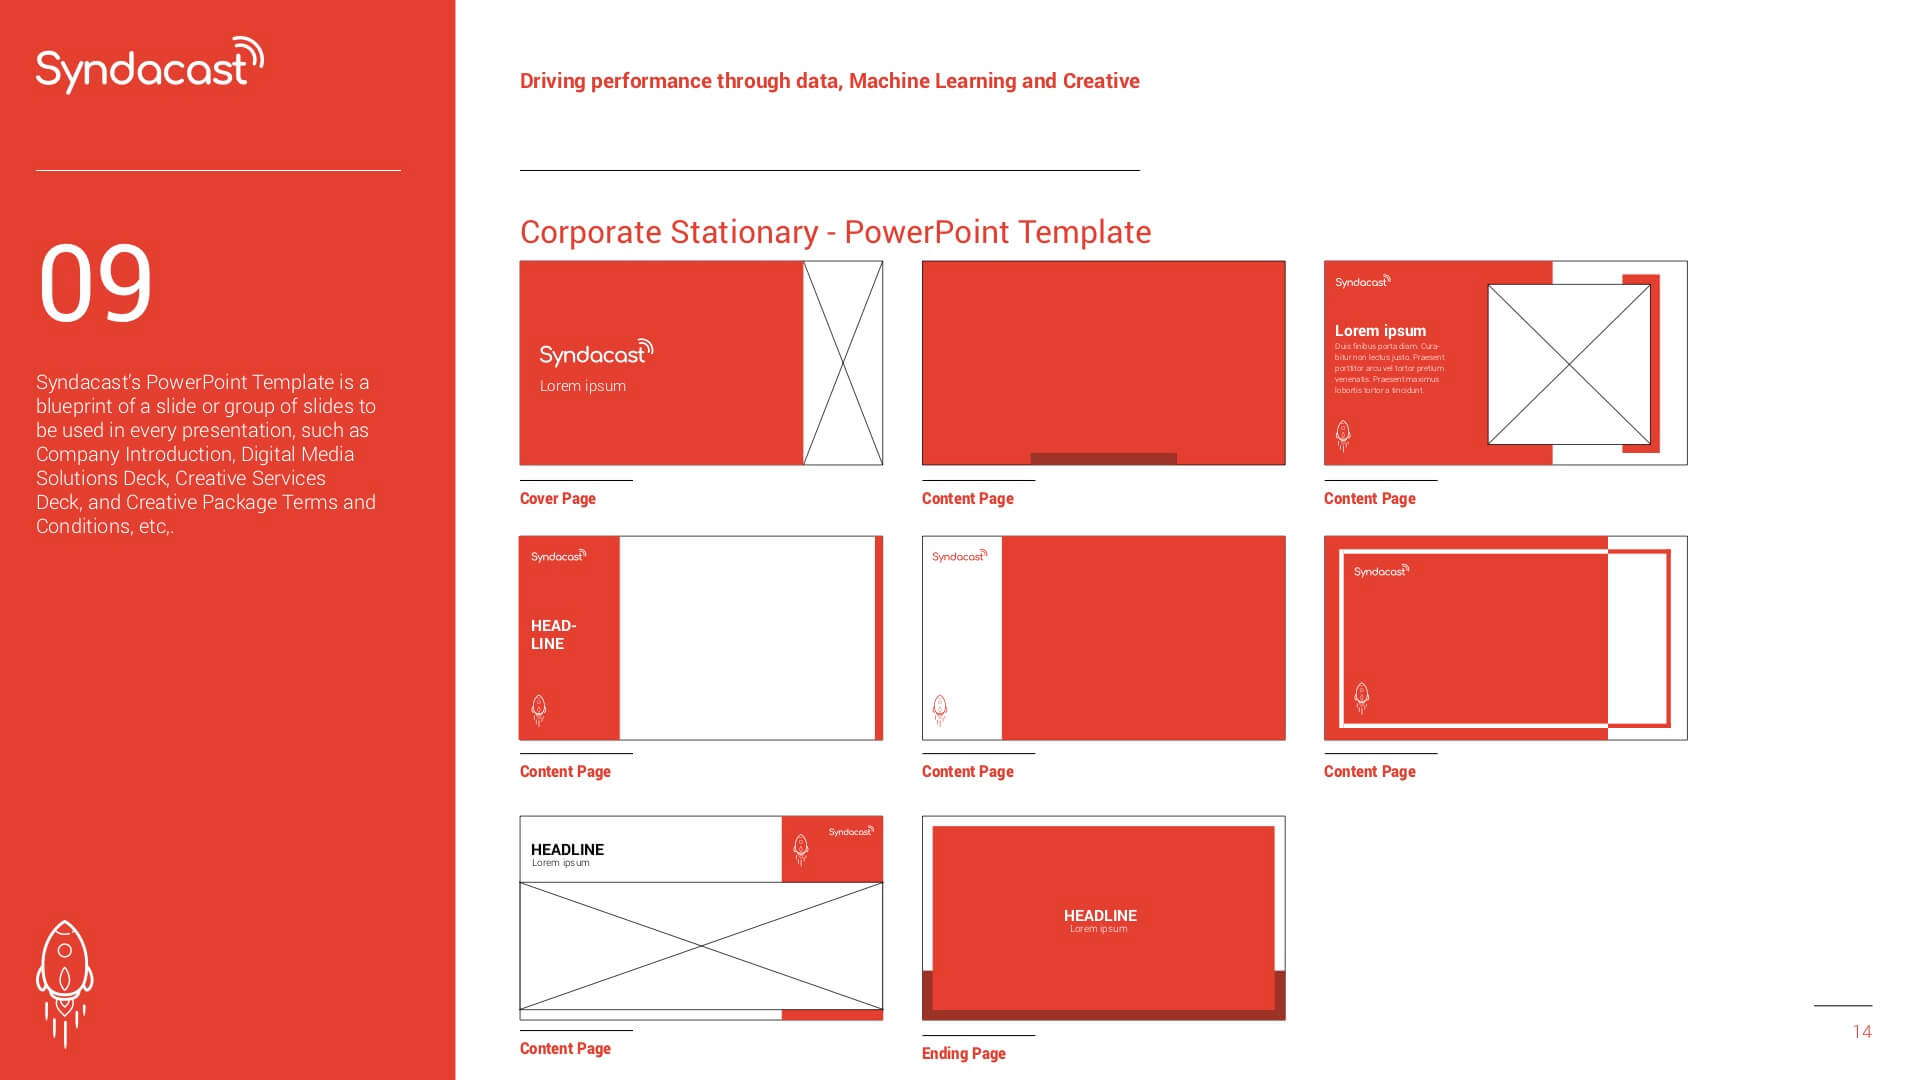 Syndacast
09
Syndacast's PowerPoint Template is a
blueprint of a slide or group of slides to
be used in every presentation, such as
Company Introduction, Digital Media
Solutions Deck, Creative Services
Deck, and Creative Package Terms and
Conditions, etc,.
Driving performance through data, Machine Learning and Creative
Corporate Stationary - PowerPoint Template
Syndacast
Lorem ipsum
Cover Page
Content Page
Syndacast
Lorem ipsum
Duis finibus porta diam. Cura-
bitur non lectus justo. Praesent
porttitor arcu vel tortor pretium
venenatis. Praesent maximus
lobortis tortor a tincidunt.
Content Page
Syndacast
HEAD-
LINE
Content Page
Syndacast
Content Page
Syndacast
Content Page
HEADLINE
Lorem ipsum
Syndacast
Content Page
HEADLINE
Lorem ipsum
Ending Page
14